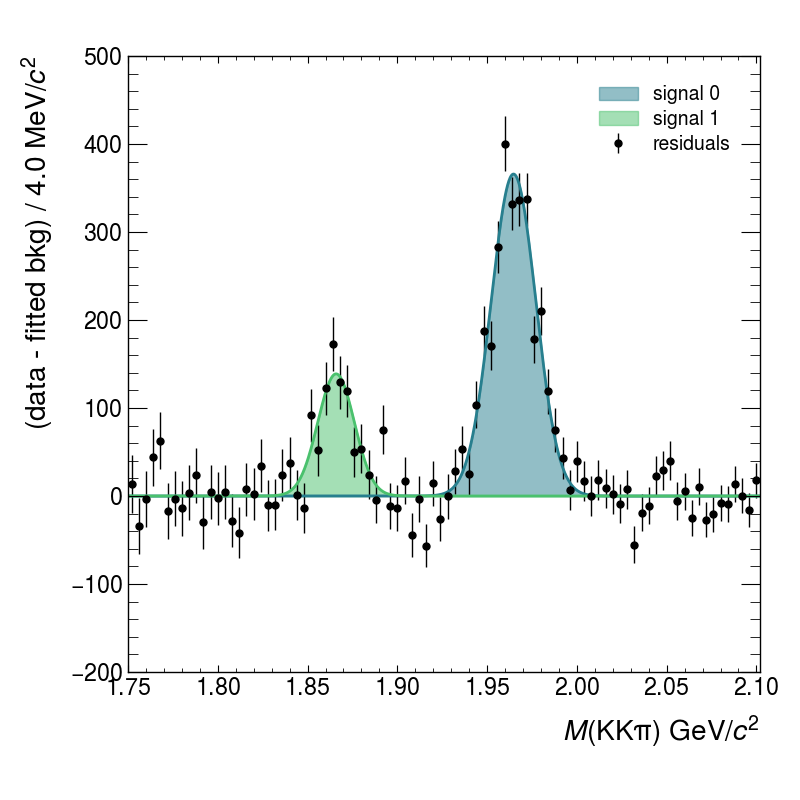 (data - fitted bkg) / 4.0 MeV/c²
500
400
300
200
100
0
−100
−200
signal 0
signal 1
residuals
1.75 1.80 1.85 1.90 1.95 2.00 2.05 2.10
M(KKπ) GeV/c²